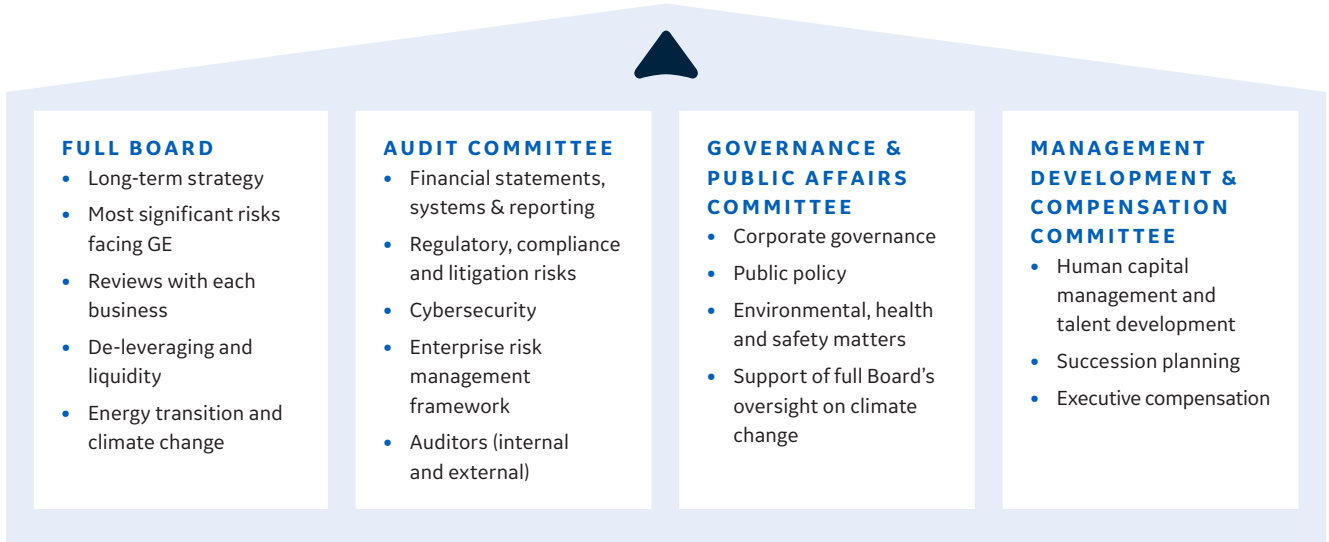 FULL BOARD
• Long-term strategy
• Most significant risks
facing GE
• Reviews with each
business
• De-leveraging and
liquidity
• Energy transition and
climate change
AUDIT COMMITTEE
• Financial statements,
systems & reporting
• Regulatory, compliance
and litigation risks
• Cybersecurity
• Enterprise risk
management
framework
• Auditors (internal
and external)
GOVERNANCE &
PUBLIC AFFAIRS
COMMITTEE
• Corporate governance
• Public policy
• Environmental, health
and safety matters
• Support of full Board’s
oversight on climate
change
MANAGEMENT
DEVELOPMENT &
COMPENSATION
COMMITTEE
• Human capital
management and
talent development
• Succession planning
• Executive compensation